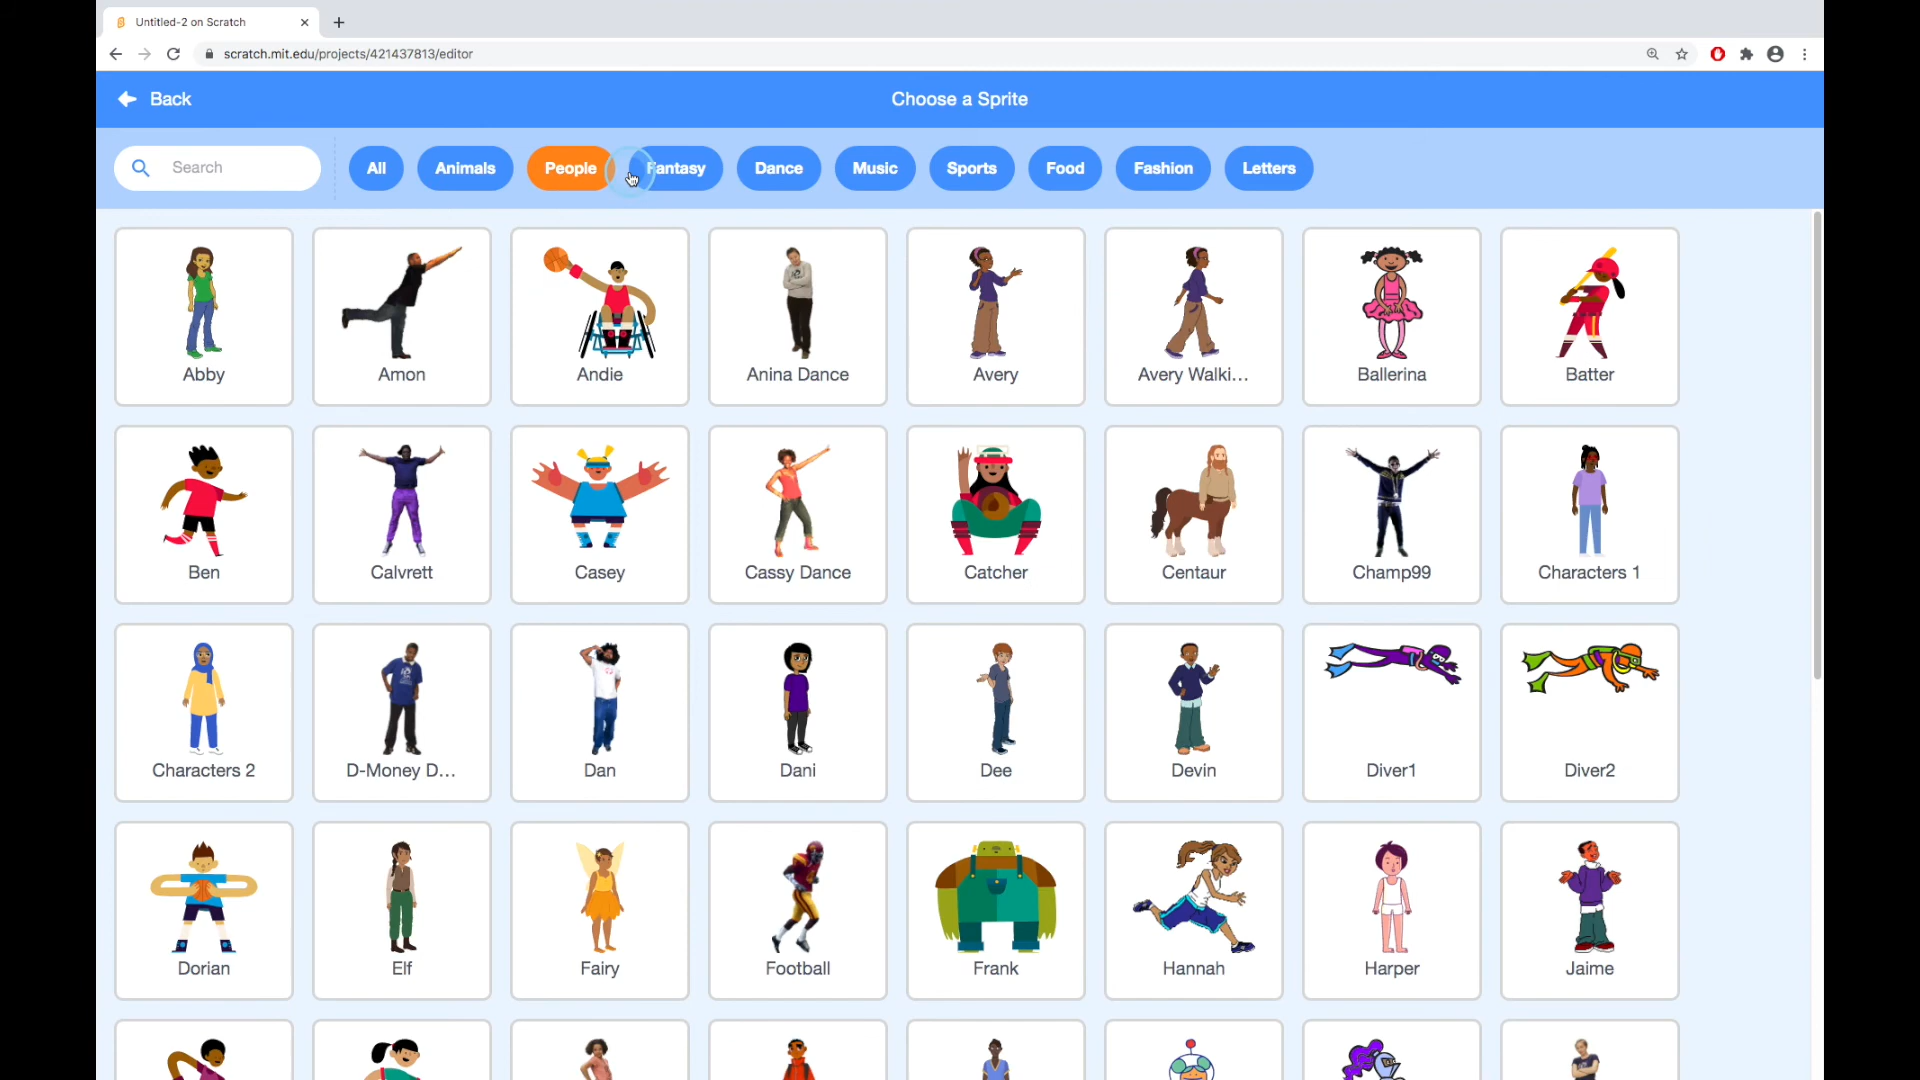 Untitled-2 on Scratch
scratch.mit.edu/projects/421437813/editor
Back
Choose a Sprite
Search
All
Animals
People
Fantasy
Dance
Music
Sports
Food
Fashion
Letters
Abby
Amon
Andie
Anina Dance
Avery
Avery Walki...
Ballerina
Batter
Ben
Calvrett
Casey
Cassy Dance
Catcher
Centaur
Champ99
Characters 1
Characters 2
D-Money D...
Dan
Dani
Dee
Devin
Diver1
Diver2
Dorian
Elf
Fairy
Football
Frank
Hannah
Harper
Jaime